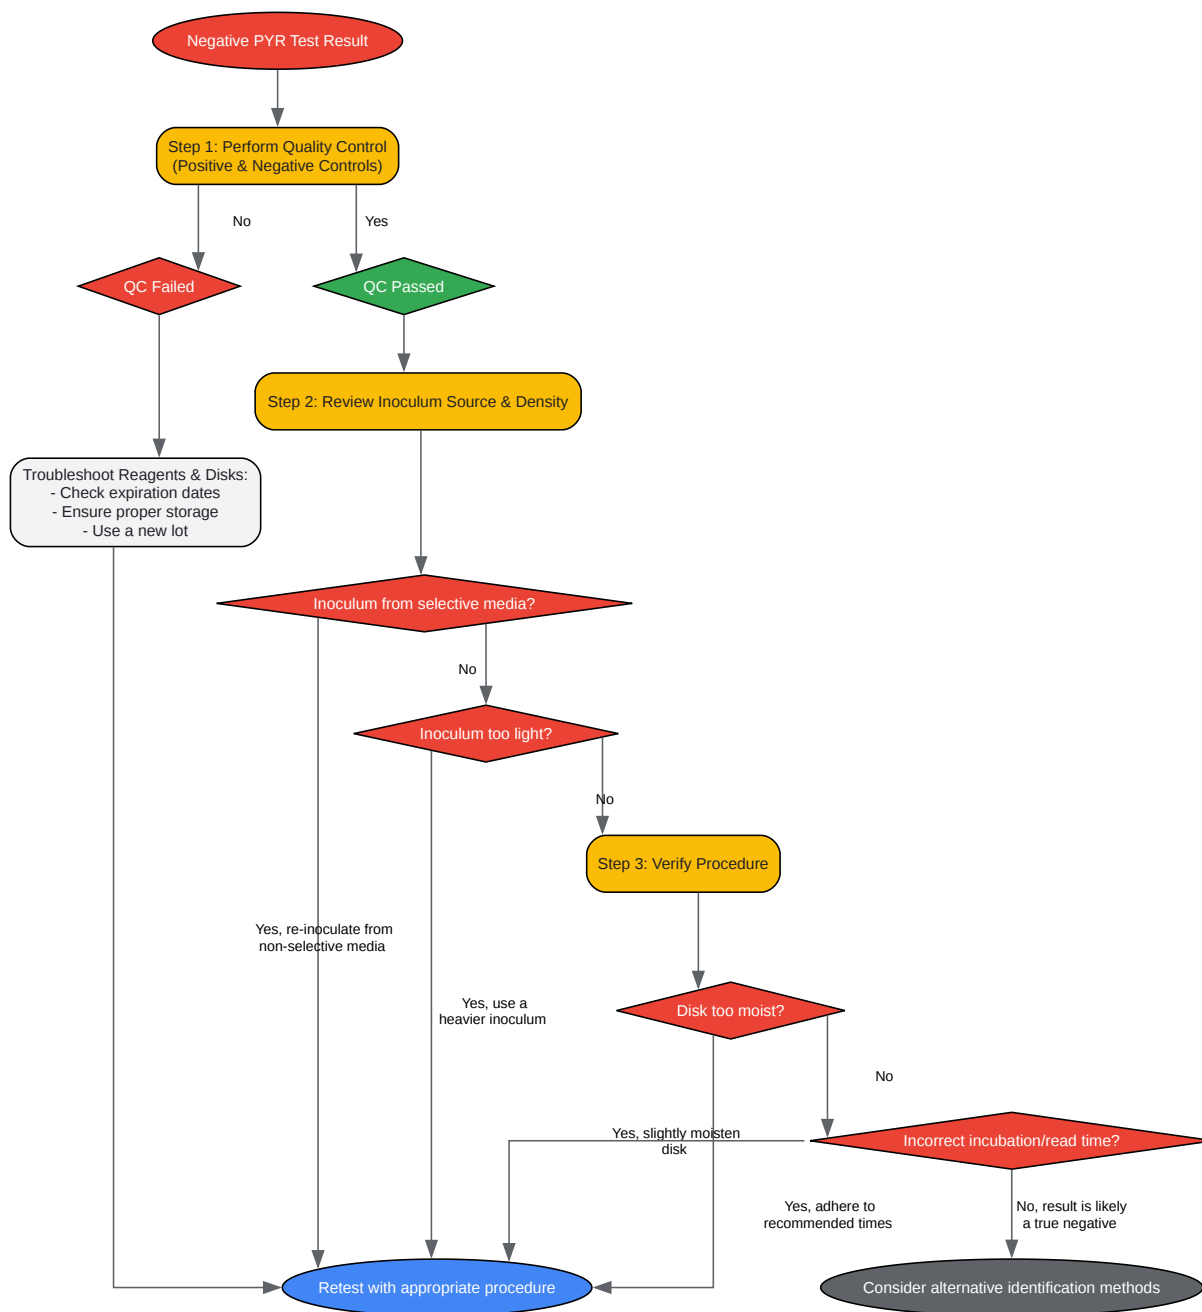 Negative PYR Test Result
Step 1: Perform Quality Control
(Positive & Negative Controls)
No
Yes
QC Failed
QC Passed
Step 2: Review Inoculum Source & Density
Troubleshoot Reagents & Disks:
- Check expiration dates
- Ensure proper storage
- Use a new lot
Inoculum from selective media?
No
Inoculum too light?
No
Step 3: Verify Procedure
Yes, re-inoculate from
non-selective media
Yes, use a
heavier inoculum
Disk too moist?
No
Yes, slightly moisten
disk
Incorrect incubation/read time?
Yes, adhere to
recommended times
No, result is likely
a true negative
Retest with appropriate procedure
Consider alternative identification methods